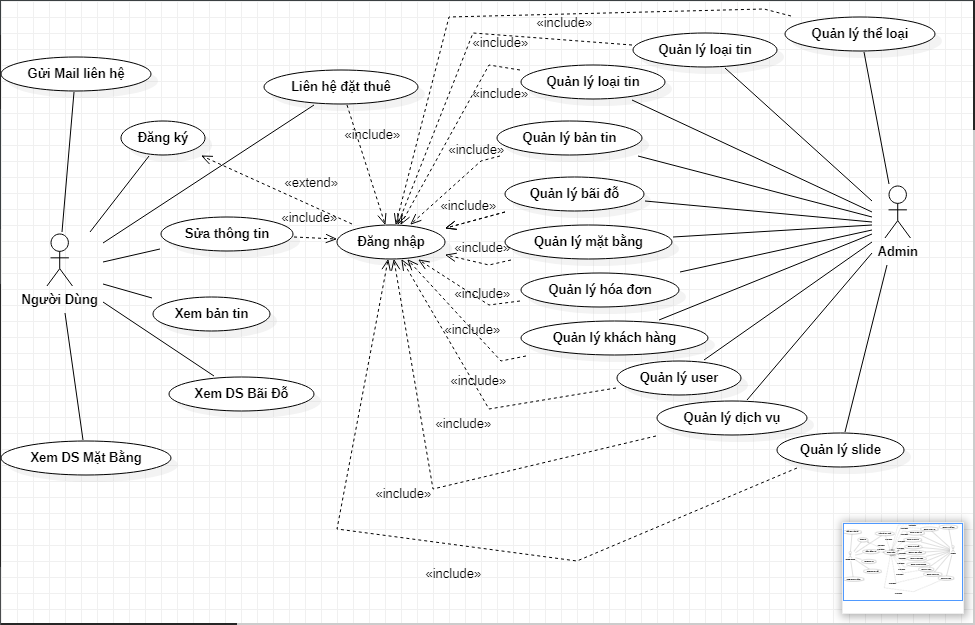 «include»
Quản lý thể loại
«include»
Quản lý loại tin
Gửi Mail liên hệ
Liên hệ đặt thuê
Quản lý loại tin
«include»
Đăng ký
«include»
Quản lý bản tin
«include»
«extend»
Quản lý bãi đỗ
«include»
«include»
Sửa thông tin
Đăng nhập
Quản lý mặt bằng
«include»
Admin
Người Dùng
Quản lý hóa đơn
«include»
Xem bản tin
«include»
Quản lý khách hàng
«include»
Quản lý user
Xem DS Bãi Đỗ
«include»
Quản lý dịch vụ
Xem DS Mặt Bằng
Quản lý slide
«include»
«include»